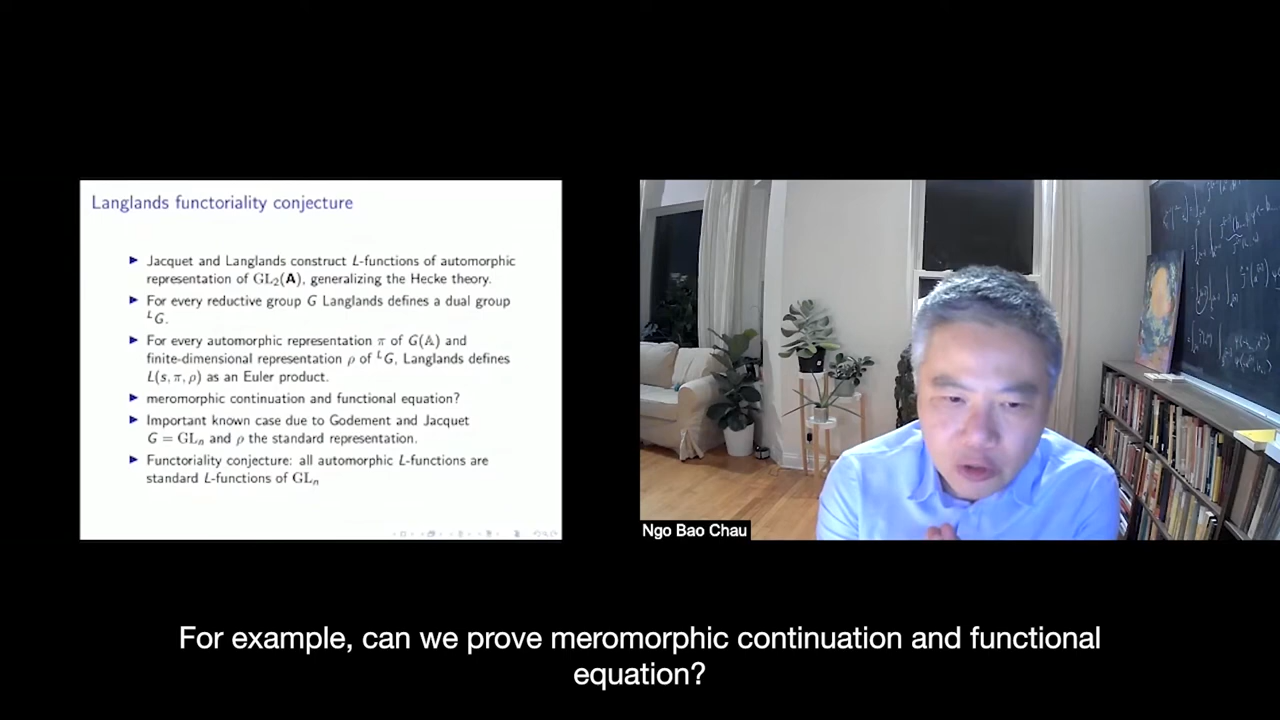 Langlands functoriality conjecture
▶ Jacquet and Langlands construct L-functions of automorphic
representation of GL₂(𝐀), generalizing the Hecke theory.
▶ For every reductive group G Langlands defines a dual group
ᴸG.
▶ For every automorphic representation π of G(𝔸) and
finite-dimensional representation ρ of ᴸG, Langlands defines
L(s, π, ρ) as an Euler product.
▶ meromorphic continuation and functional equation?
▶ Important known case due to Godement and Jacquet
G = GLₙ and ρ the standard representation.
▶ Functoriality conjecture: all automorphic L-functions are
standard L-functions of GLₙ
Ngo Bao Chau
For example, can we prove meromorphic continuation and functional
equation?